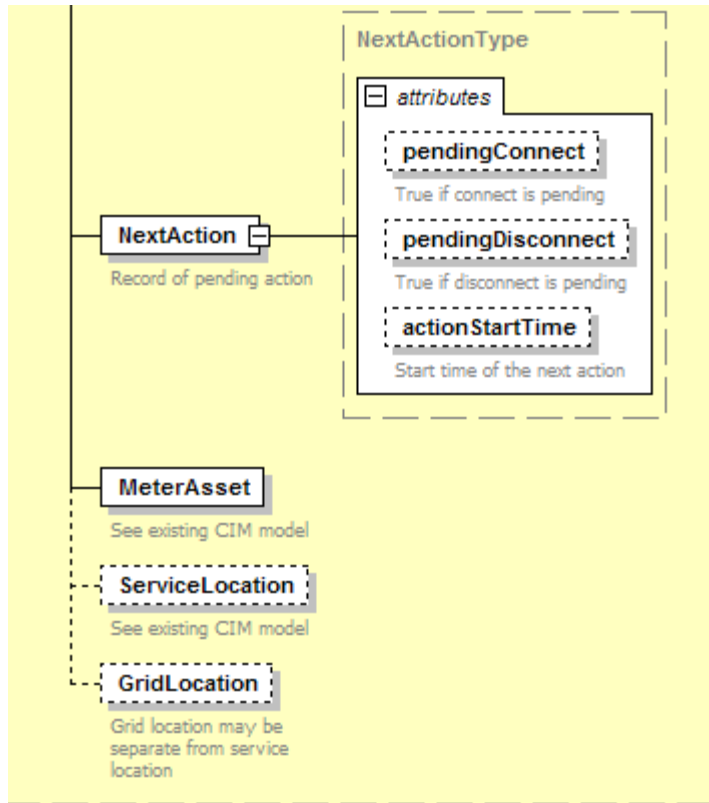 NextActionType
attributes
pendingConnect
True if connect is pending
NextAction
pendingDisconnect
Record of pending action
True if disconnect is pending
actionStartTime
Start time of the next action
MeterAsset
See existing CIM model
ServiceLocation
See existing CIM model
GridLocation
Grid location may be
separate from service
location